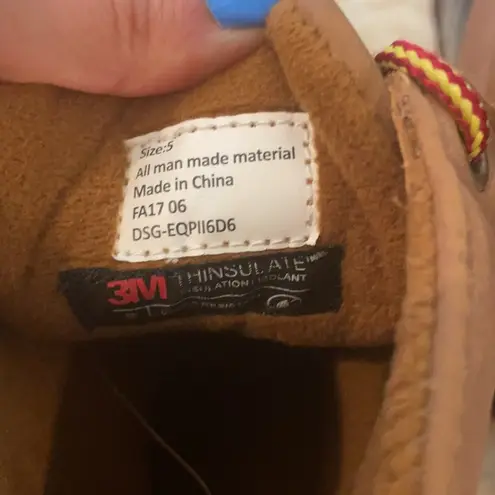 Size:5
All man made material
Made in China
FA17 06
DSG-EQPII6D6
3M THINSULATE
INSULATION ISOLANT